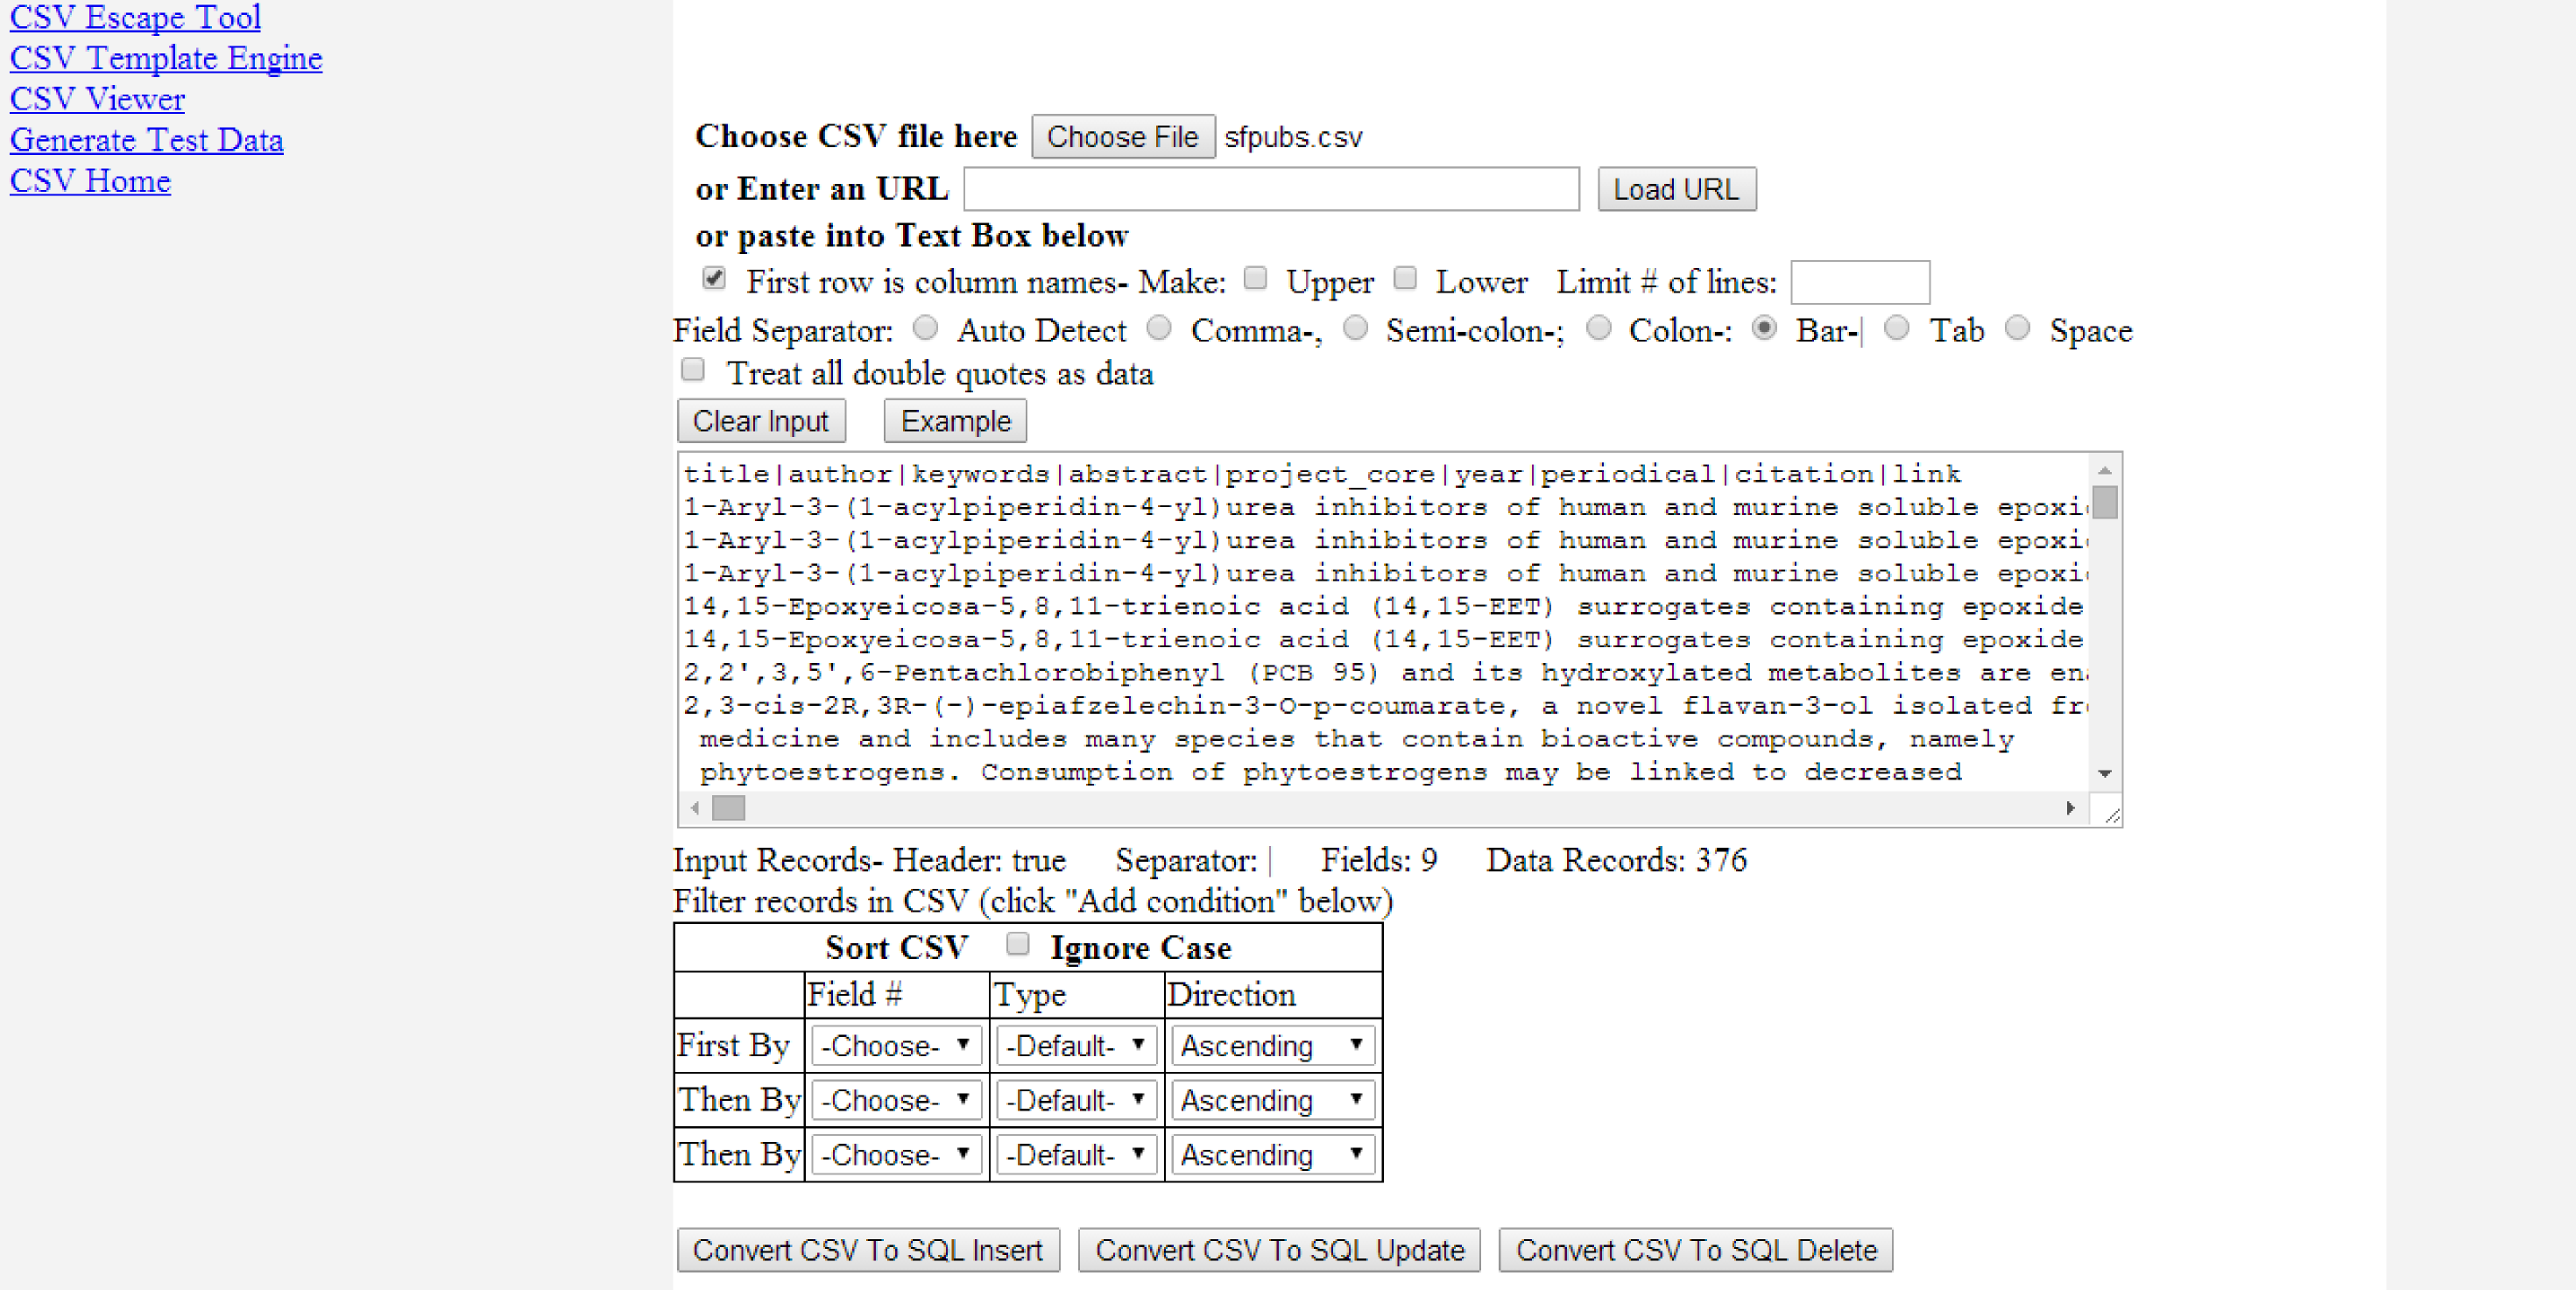 CSV Escape Tool
CSV Template Engine
CSV Viewer
Generate Test Data
CSV Home
Choose CSV file here Choose File sfpubs.csv
or Enter an URL Load URL
or paste into Text Box below
First row is column names- Make: Upper Lower Limit # of lines:
Field Separator: Auto Detect Comma-, Semi-colon-; Colon-: Bar-| Tab Space
Treat all double quotes as data
Clear Input Example
title|author|keywords|abstract|project_core|year|periodical|citation|link
1-Aryl-3-(1-acylpiperidin-4-yl)urea inhibitors of human and murine soluble epoxi
1-Aryl-3-(1-acylpiperidin-4-yl)urea inhibitors of human and murine soluble epoxi
1-Aryl-3-(1-acylpiperidin-4-yl)urea inhibitors of human and murine soluble epoxi
14,15-Epoxyeicosa-5,8,11-trienoic acid (14,15-EET) surrogates containing epoxide
14,15-Epoxyeicosa-5,8,11-trienoic acid (14,15-EET) surrogates containing epoxide
2,2',3,5',6-Pentachlorobiphenyl (PCB 95) and its hydroxylated metabolites are en
2,3-cis-2R,3R-(-)-epiafzelechin-3-O-p-coumarate, a novel flavan-3-ol isolated fr
medicine and includes many species that contain bioactive compounds, namely
phytoestrogens. Consumption of phytoestrogens may be linked to decreased
Input Records- Header: true Separator: | Fields: 9 Data Records: 376
Filter records in CSV (click "Add condition" below)
Sort CSV Ignore Case
Field # Type Direction
First By -Choose- -Default- Ascending
Then By -Choose- -Default- Ascending
Then By -Choose- -Default- Ascending
Convert CSV To SQL Insert Convert CSV To SQL Update Convert CSV To SQL Delete